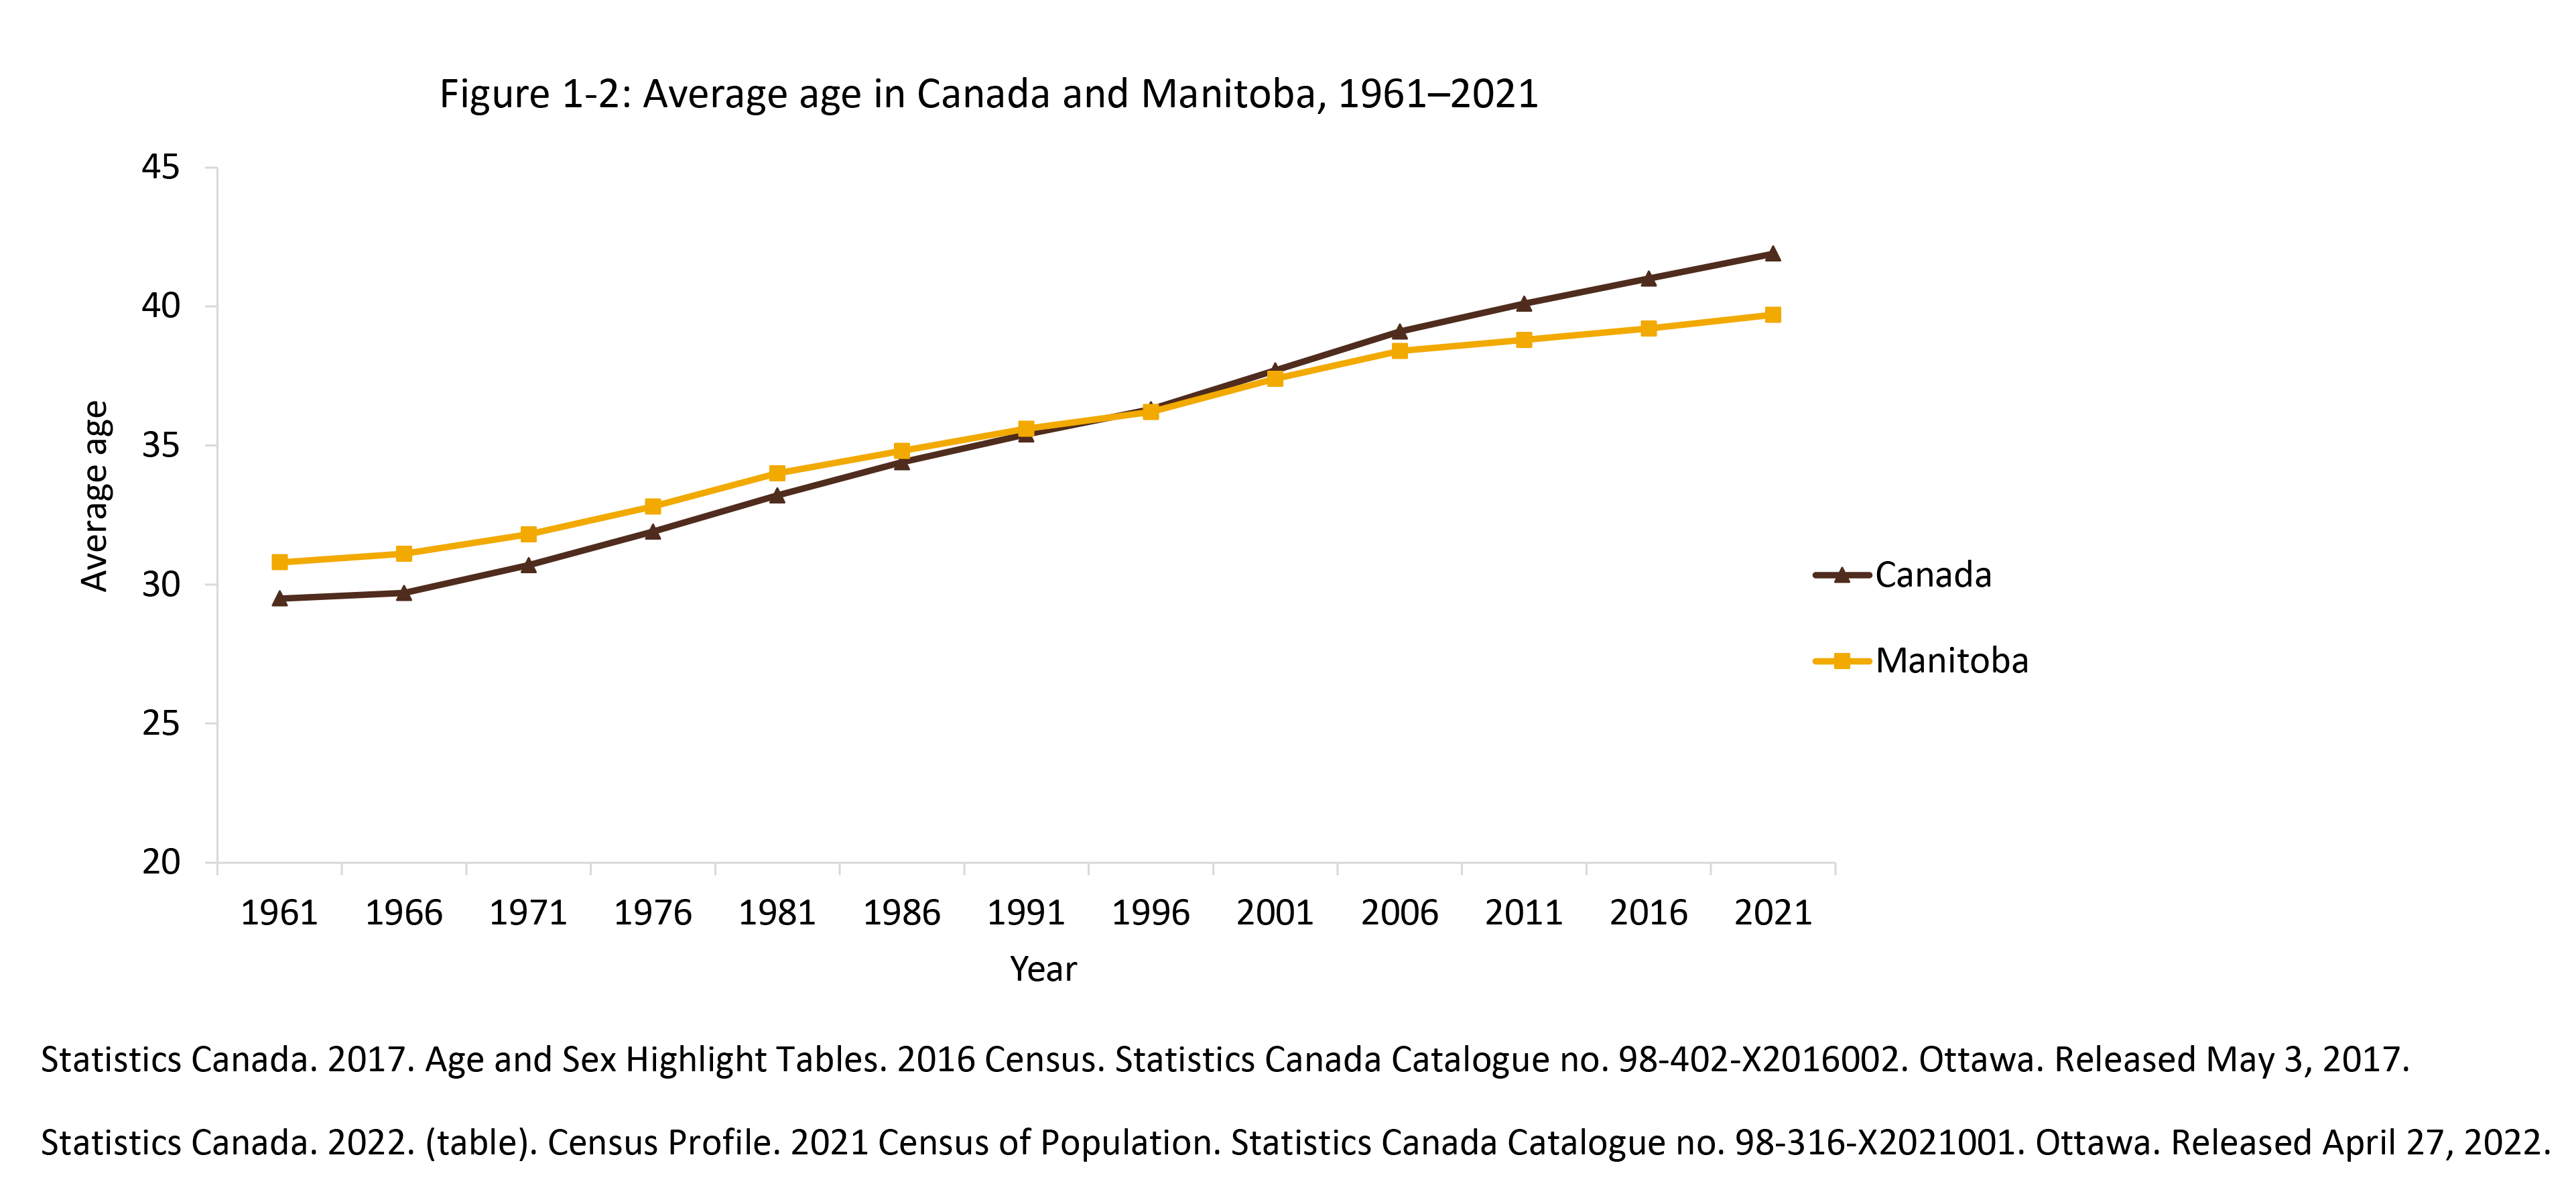 Figure 1-2: Average age in Canada and Manitoba, 1961–2021
45
40
35
30
25
20
Average age
1961 1966 1971 1976 1981 1986 1991 1996 2001 2006 2011 2016 2021
Year
Canada
Manitoba
Statistics Canada. 2017. Age and Sex Highlight Tables. 2016 Census. Statistics Canada Catalogue no. 98-402-X2016002. Ottawa. Released May 3, 2017.
Statistics Canada. 2022. (table). Census Profile. 2021 Census of Population. Statistics Canada Catalogue no. 98-316-X2021001. Ottawa. Released April 27, 2022.